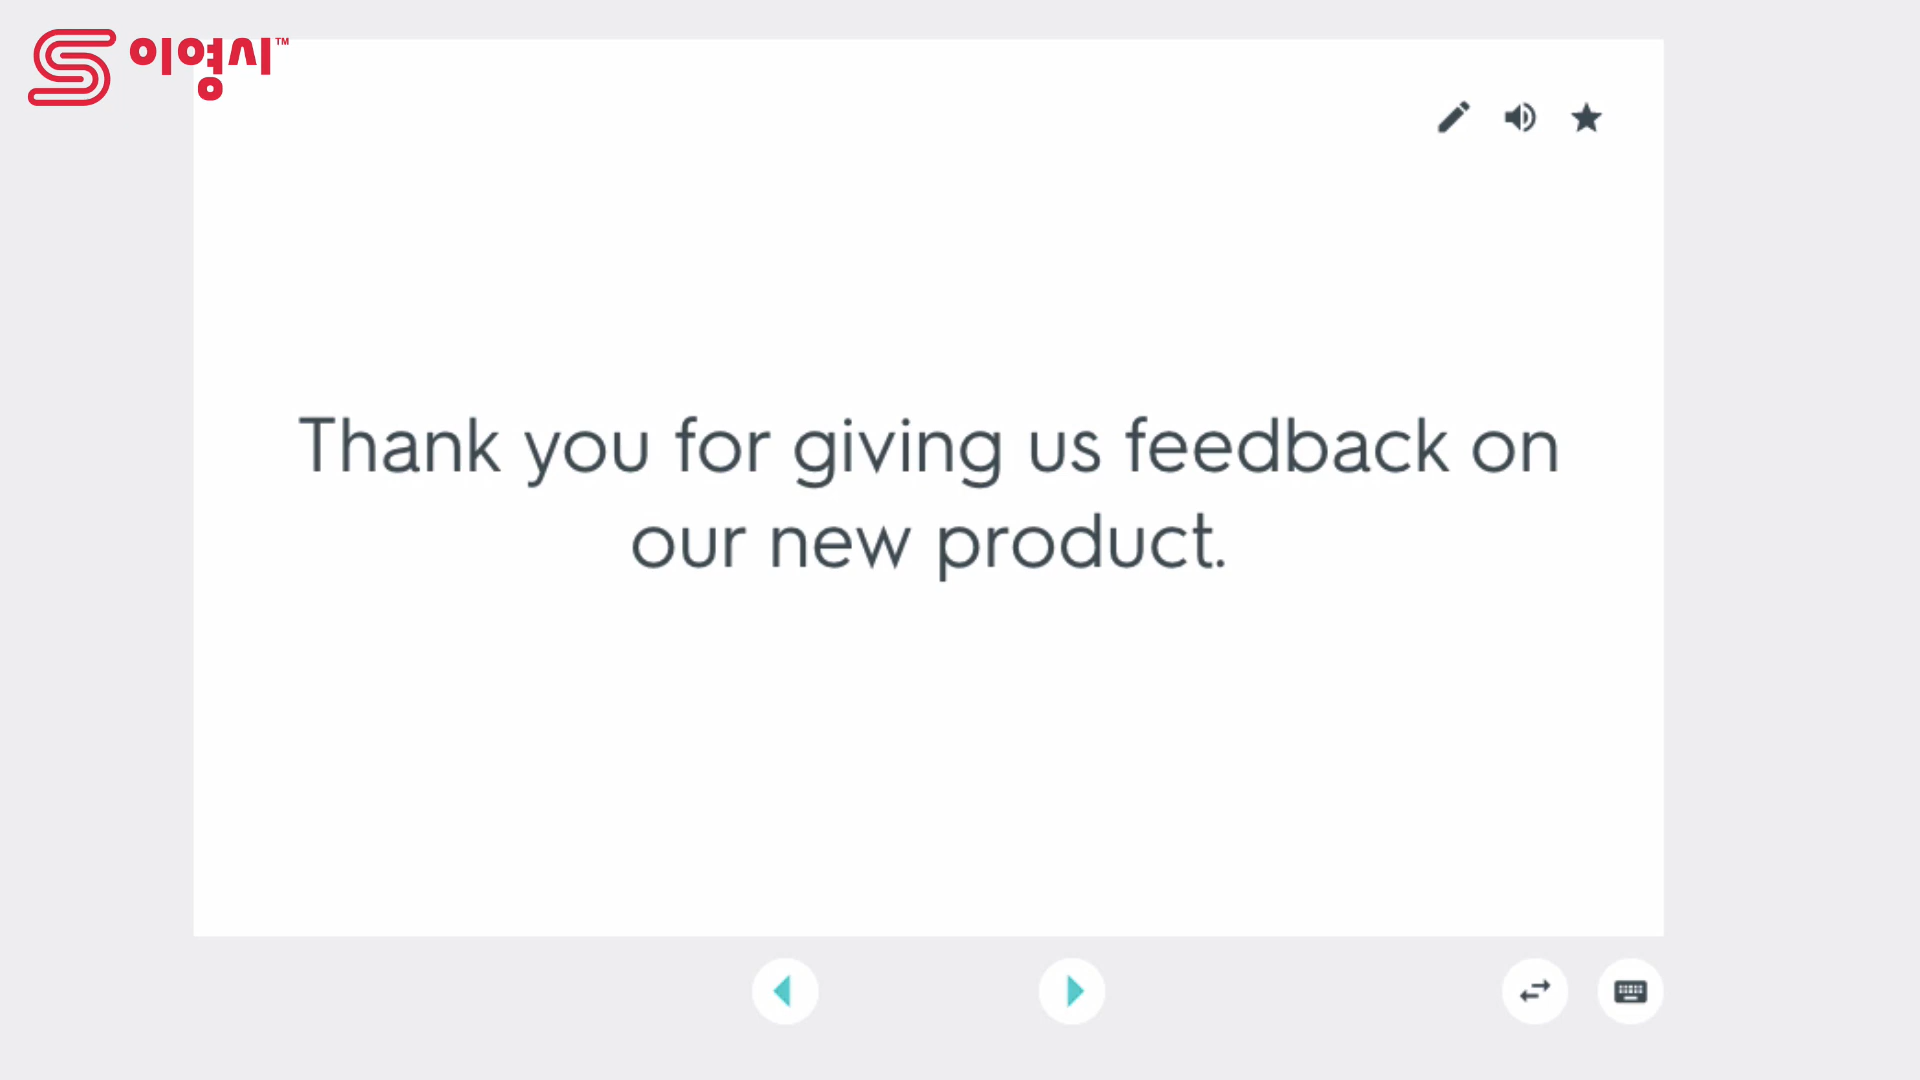 이영시™
Thank you for giving us feedback on
our new product.